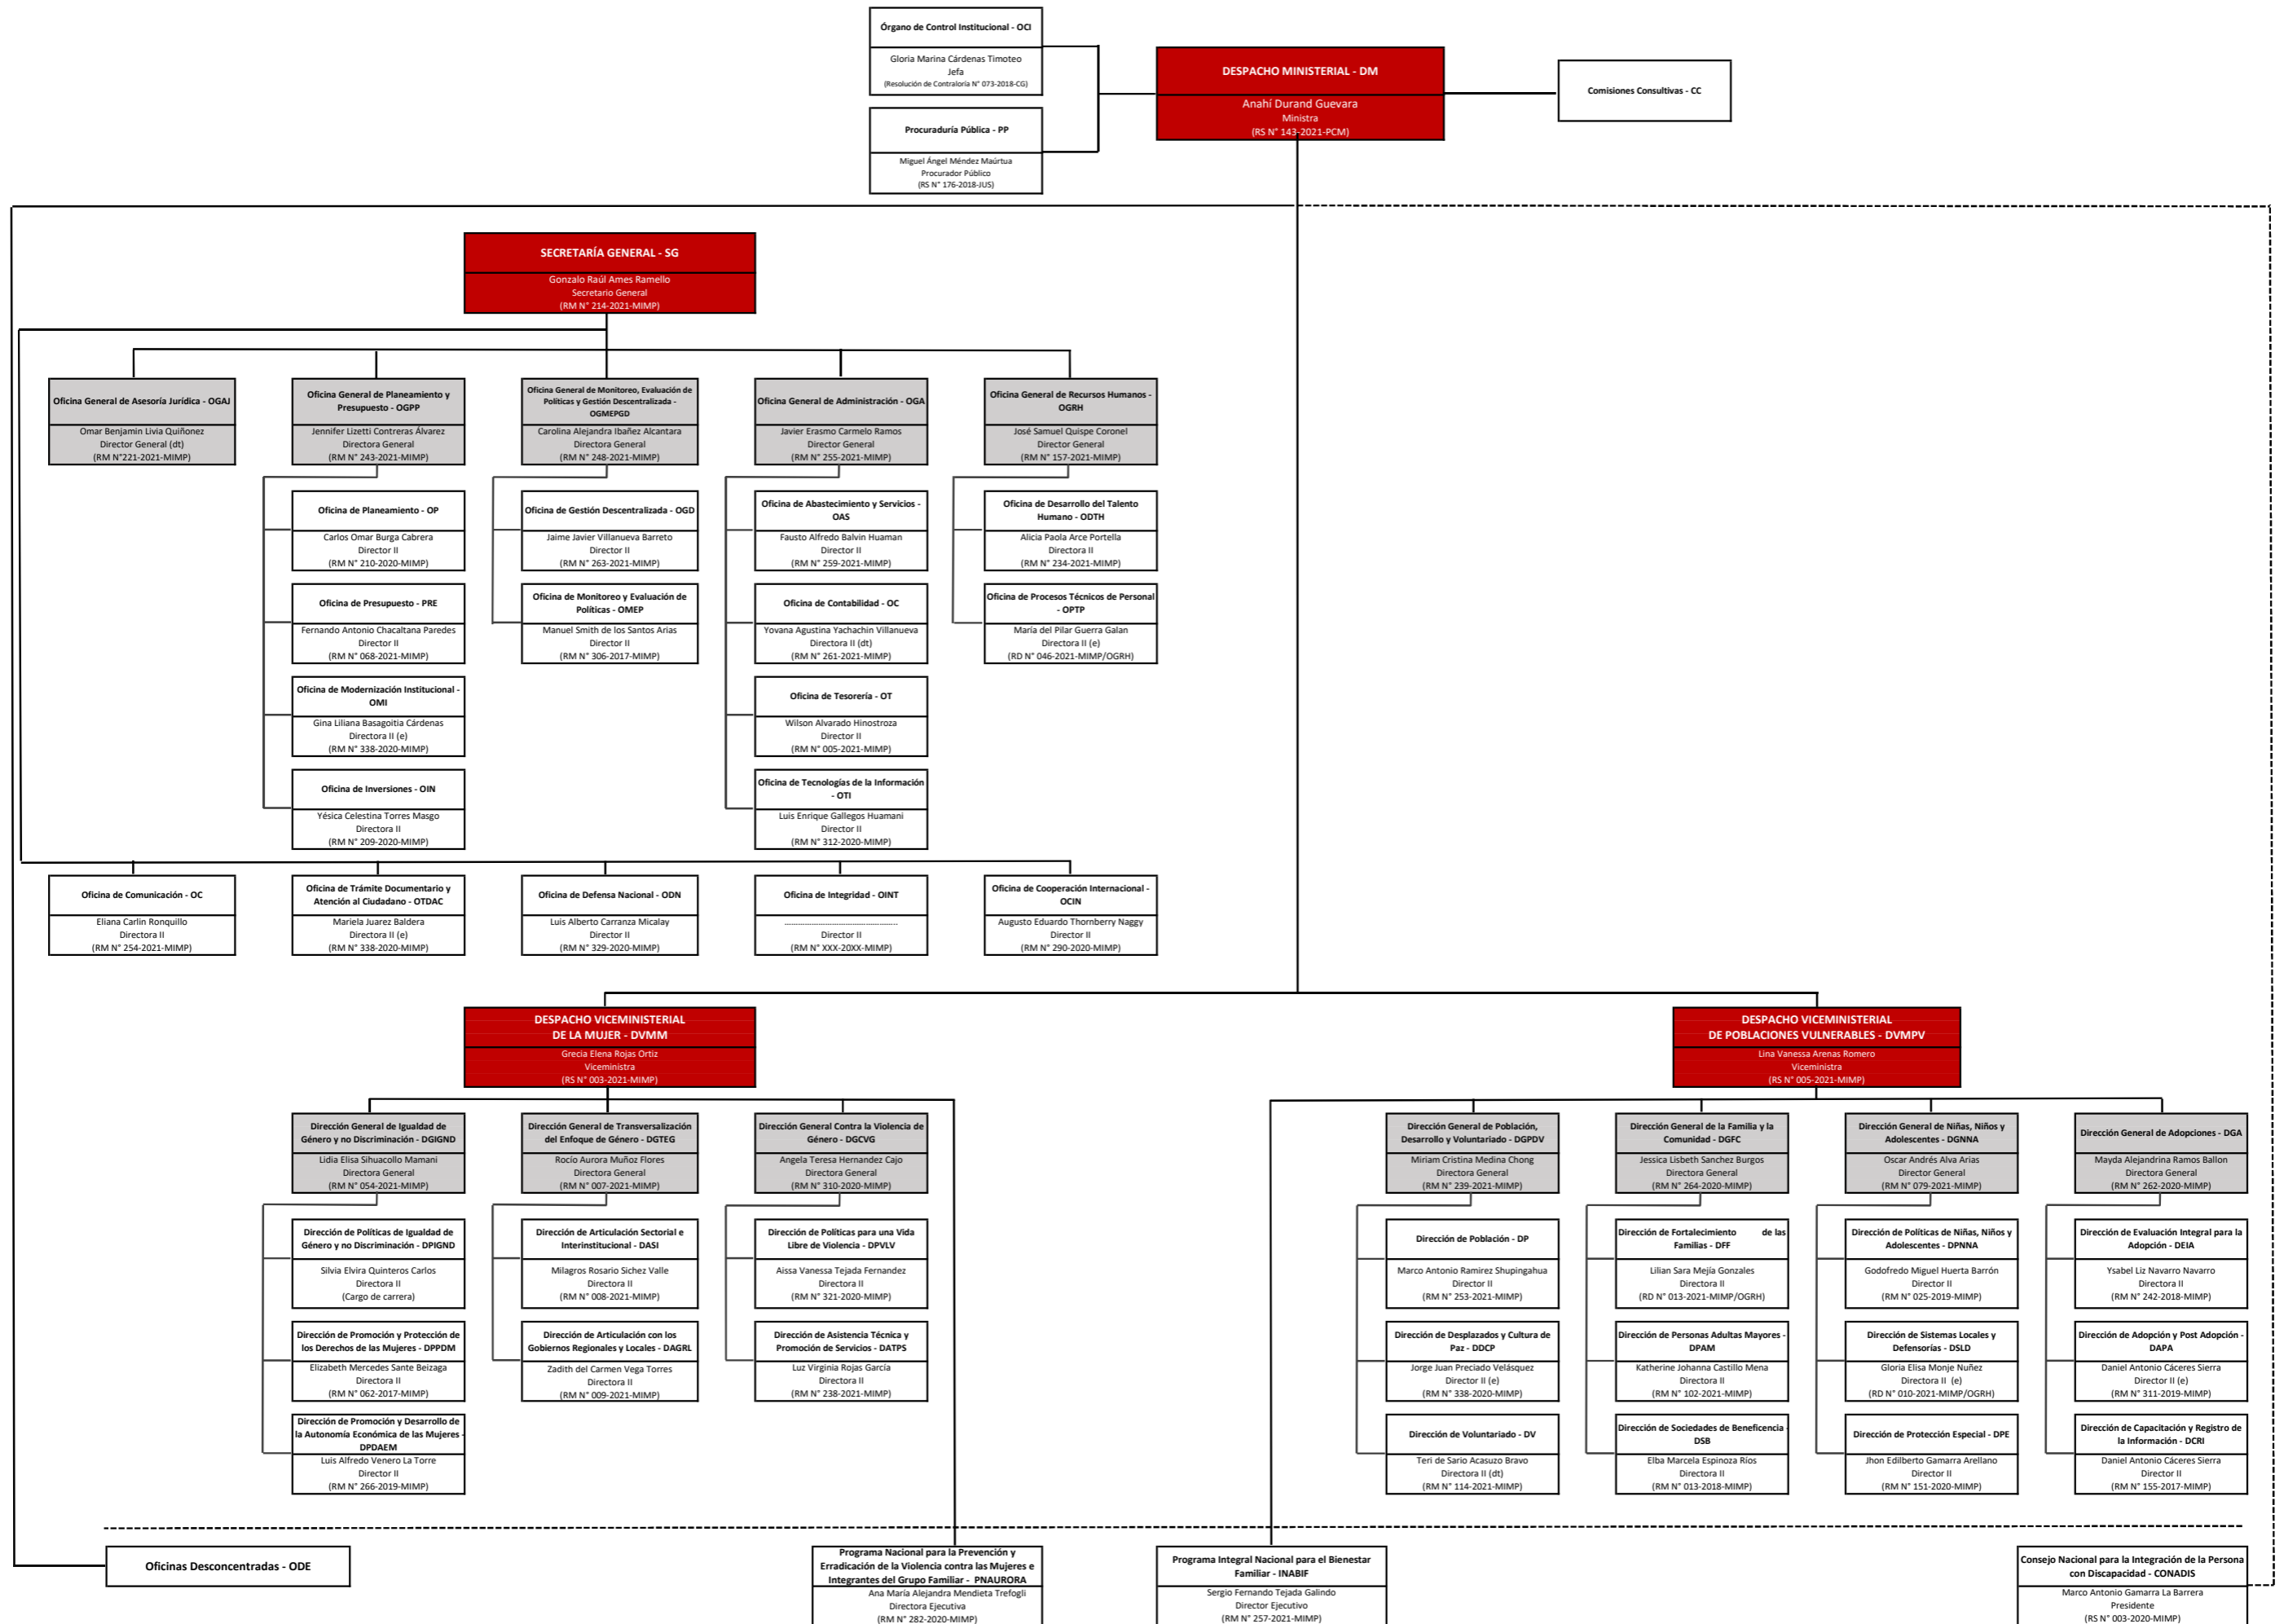 Órgano de Control Institucional - OCI
Gloria Marina Cárdenas Timoteo
Jefa
(Resolución de Contraloría N° 073-2018-CG)
Procuraduría Pública - PP
Miguel Ángel Méndez Maúrtua
Procurador Público
(RS N° 176-2018-JUS)
DESPACHO MINISTERIAL - DM
Anahí Durand Guevara
Ministra
(RS N° 143-2021-PCM)
Comisiones Consultivas - CC
SECRETARÍA GENERAL - SG
Gonzalo Raúl Ames Ramello
Secretario General
(RM N° 214-2021-MIMP)
Oficina General de Asesoría Jurídica - OGAJ
Omar Benjamin Livia Quiñonez
Director General (dt)
(RM N°221-2021-MIMP)
Oficina General de Planeamiento y
Presupuesto - OGPP
Jennifer Lizetti Contreras Álvarez
Directora General
(RM N° 243-2021-MIMP)
Oficina General de Monitoreo, Evaluación de
Políticas y Gestión Descentralizada -
OGMEPGD
Carolina Alejandra Ibañez Alcantara
Directora General
(RM N° 248-2021-MIMP)
Oficina General de Administración - OGA
Javier Erasmo Carmelo Ramos
Director General
(RM N° 255-2021-MIMP)
Oficina General de Recursos Humanos -
OGRH
José Samuel Quispe Coronel
Director General
(RM N° 157-2021-MIMP)
Oficina de Planeamiento - OP
Carlos Omar Burga Cabrera
Director II
(RM N° 210-2020-MIMP)
Oficina de Gestión Descentralizada - OGD
Jaime Javier Villanueva Barreto
Director II
(RM N° 263-2021-MIMP)
Oficina de Abastecimiento y Servicios -
OAS
Fausto Alfredo Balvin Huaman
Director II
(RM N° 259-2021-MIMP)
Oficina de Desarrollo del Talento
Humano - ODTH
Alicia Paola Arce Portella
Directora II
(RM N° 234-2021-MIMP)
Oficina de Presupuesto - PRE
Fernando Antonio Chacaltana Paredes
Director II
(RM N° 068-2021-MIMP)
Oficina de Monitoreo y Evaluación de
Políticas - OMEP
Manuel Smith de los Santos Arias
Director II
(RM N° 306-2017-MIMP)
Oficina de Contabilidad - OC
Yovana Agustina Yachachin Villanueva
Directora II (dt)
(RM N° 261-2021-MIMP)
Oficina de Procesos Técnicos de Personal
- OPTP
María del Pilar Guerra Galan
Directora II (e)
(RD N° 046-2021-MIMP/OGRH)
Oficina de Modernización Institucional -
OMI
Gina Liliana Basagoitia Cárdenas
Directora II (e)
(RM N° 338-2020-MIMP)
Oficina de Tesorería - OT
Wilson Alvarado Hinostroza
Director II
(RM N° 005-2021-MIMP)
Oficina de Inversiones - OIN
Yésica Celestina Torres Masgo
Directora II
(RM N° 209-2020-MIMP)
Oficina de Tecnologías de la Información
- OTI
Luis Enrique Gallegos Huamani
Director II
(RM N° 312-2020-MIMP)
Oficina de Comunicación - OC
Eliana Carlin Ronquillo
Directora II
(RM N° 254-2021-MIMP)
Oficina de Trámite Documentario y
Atención al Ciudadano - OTDAC
Mariela Juarez Baldera
Directora II (e)
(RM N° 338-2020-MIMP)
Oficina de Defensa Nacional - ODN
Luis Alberto Carranza Micalay
Director II
(RM N° 329-2020-MIMP)
Oficina de Integridad - OINT
................................................
Director II
(RM N° XXX-20XX-MIMP)
Oficina de Cooperación Internacional -
OCIN
Augusto Eduardo Thornberry Naggy
Director II
(RM N° 290-2020-MIMP)
DESPACHO VICEMINISTERIAL
DE LA MUJER - DVMM
Grecia Elena Rojas Ortiz
Viceministra
(RS N° 003-2021-MIMP)
DESPACHO VICEMINISTERIAL
DE POBLACIONES VULNERABLES - DVMPV
Lina Vanessa Arenas Romero
Viceministra
(RS N° 005-2021-MIMP)
Dirección General de Igualdad de
Género y no Discriminación - DGIGND
Lidia Elisa Sihuacollo Mamani
Directora General
(RM N° 054-2021-MIMP)
Dirección General de Transversalización
del Enfoque de Género - DGTEG
Rocío Aurora Muñoz Flores
Directora General
(RM N° 007-2021-MIMP)
Dirección General Contra la Violencia de
Género - DGCVG
Angela Teresa Hernandez Cajo
Directora General
(RM N° 310-2020-MIMP)
Dirección General de Población,
Desarrollo y Voluntariado - DGPDV
Miriam Cristina Medina Chong
Directora General
(RM N° 239-2021-MIMP)
Dirección General de la Familia y la
Comunidad - DGFC
Jessica Lisbeth Sanchez Burgos
Directora General
(RM N° 264-2020-MIMP)
Dirección General de Niñas, Niños y
Adolescentes - DGNNA
Oscar Andrés Alva Arias
Director General
(RM N° 079-2021-MIMP)
Dirección General de Adopciones - DGA
Mayda Alejandrina Ramos Ballon
Directora General
(RM N° 262-2020-MIMP)
Dirección de Políticas de Igualdad de
Género y no Discriminación - DPIGND
Silvia Elvira Quinteros Carlos
Directora II
(Cargo de carrera)
Dirección de Articulación Sectorial e
Interinstitucional - DASI
Milagros Rosario Sichez Valle
Directora II
(RM N° 008-2021-MIMP)
Dirección de Políticas para una Vida
Libre de Violencia - DPVLV
Aissa Vanessa Tejada Fernandez
Directora II
(RM N° 321-2020-MIMP)
Dirección de Población - DP
Marco Antonio Ramirez Shupingahua
Director II
(RM N° 253-2021-MIMP)
Dirección de Fortalecimiento de las
Familias - DFF
Lilian Sara Mejía Gonzales
Directora II
(RD N° 013-2021-MIMP/OGRH)
Dirección de Políticas de Niñas, Niños y
Adolescentes - DPNNA
Godofredo Miguel Huerta Barrón
Director II
(RM N° 025-2019-MIMP)
Dirección de Evaluación Integral para la
Adopción - DEIA
Ysabel Liz Navarro Navarro
Directora II
(RM N° 242-2018-MIMP)
Dirección de Promoción y Protección de
los Derechos de las Mujeres - DPPDM
Elizabeth Mercedes Sante Beizaga
Directora II
(RM N° 062-2017-MIMP)
Dirección de Articulación con los
Gobiernos Regionales y Locales - DAGRL
Zadith del Carmen Vega Torres
Directora II
(RM N° 009-2021-MIMP)
Dirección de Asistencia Técnica y
Promoción de Servicios - DATPS
Luz Virginia Rojas García
Directora II
(RM N° 238-2021-MIMP)
Dirección de Desplazados y Cultura de
Paz - DDCP
Jorge Juan Preciado Velásquez
Director II (e)
(RM N° 338-2020-MIMP)
Dirección de Personas Adultas Mayores -
DPAM
Katherine Johanna Castillo Mena
Directora II
(RM N° 102-2021-MIMP)
Dirección de Sistemas Locales y
Defensorías - DSLD
Gloria Elisa Monje Nuñez
Directora II (e)
(RD N° 010-2021-MIMP/OGRH)
Dirección de Adopción y Post Adopción -
DAPA
Daniel Antonio Cáceres Sierra
Director II (e)
(RM N° 311-2019-MIMP)
Dirección de Promoción y Desarrollo de
la Autonomía Económica de las Mujeres -
DPDAEM
Luis Alfredo Venero La Torre
Director II
(RM N° 266-2019-MIMP)
Dirección de Voluntariado - DV
Teri de Sario Acasuzo Bravo
Directora II (dt)
(RM N° 114-2021-MIMP)
Dirección de Sociedades de Beneficencia -
DSB
Elba Marcela Espinoza Ríos
Directora II
(RM N° 013-2018-MIMP)
Dirección de Protección Especial - DPE
Jhon Edilberto Gamarra Arellano
Director II
(RM N° 151-2020-MIMP)
Dirección de Capacitación y Registro de
la Información - DCRI
Daniel Antonio Cáceres Sierra
Director II
(RM N° 155-2017-MIMP)
Oficinas Desconcentradas - ODE
Programa Nacional para la Prevención y
Erradicación de la Violencia contra las Mujeres e
Integrantes del Grupo Familiar - PNAURORA
Ana María Alejandra Mendieta Trefogli
Directora Ejecutiva
(RM N° 282-2020-MIMP)
Programa Integral Nacional para el Bienestar
Familiar - INABIF
Sergio Fernando Tejada Galindo
Director Ejecutivo
(RM N° 257-2021-MIMP)
Consejo Nacional para la Integración de la Persona
con Discapacidad - CONADIS
Marco Antonio Gamarra La Barrera
Presidente
(RS N° 003-2020-MIMP)